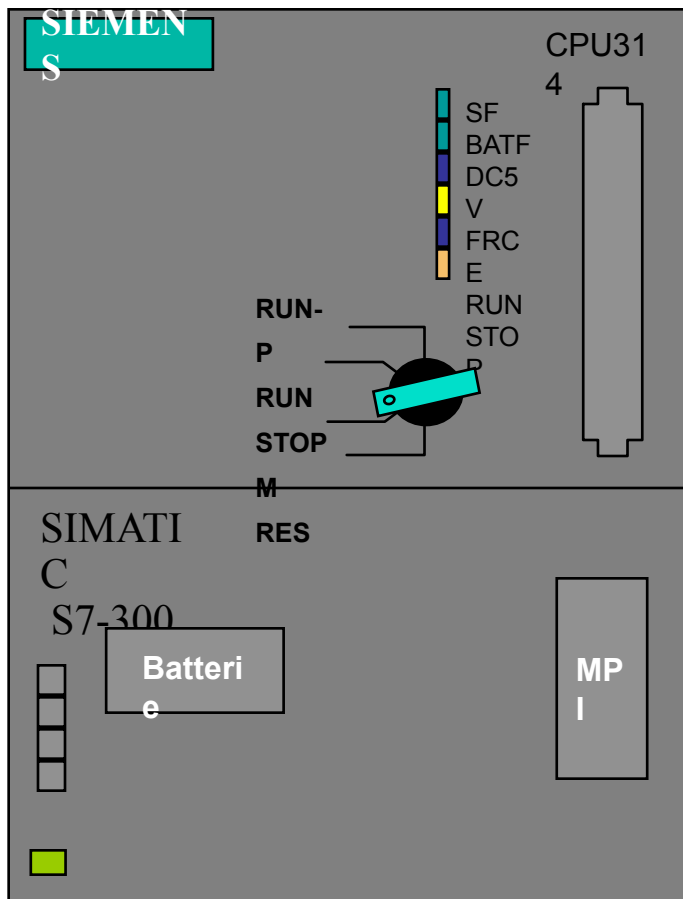 SIEMEN
S
CPU31
4
SF
BATF
DC5
V
FRC
E
RUN
STO
P
RUN-
P
RUN
STOP
M
RES
SIMATI
C
S7-300
Batteri
e
MP
I